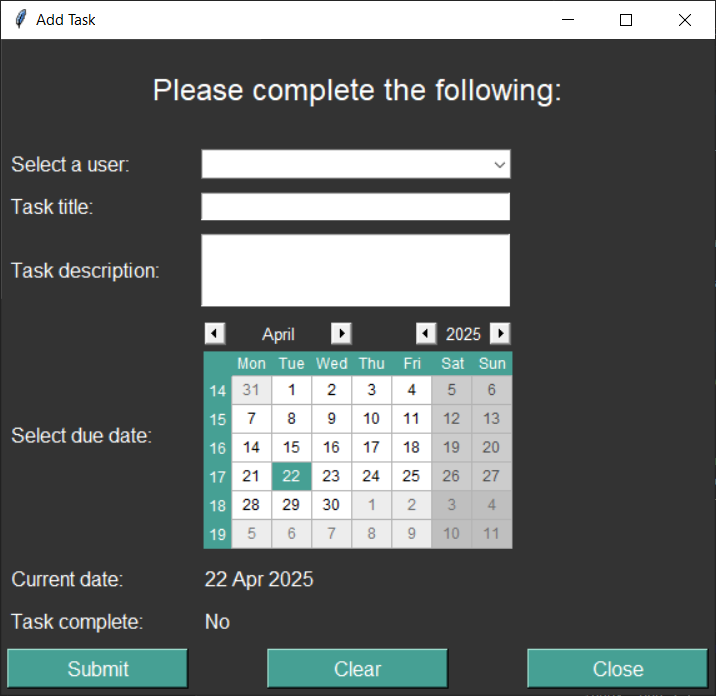 Add Task
Please complete the following:
Select a user:
Task title:
Task description:
April 2025
Mon Tue Wed Thu Fri Sat Sun
14 31 1 2 3 4 5 6
15 7 8 9 10 11 12 13
Select due date:
16 14 15 16 17 18 19 20
17 21 22 23 24 25 26 27
18 28 29 30 1 2 3 4
19 5 6 7 8 9 10 11
Current date: 22 Apr 2025
Task complete: No
Submit Clear Close